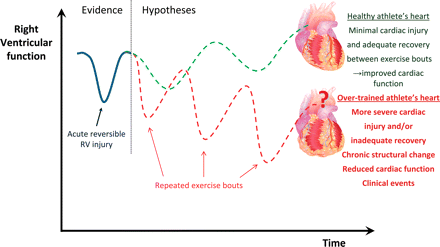 Evidence
Hypotheses
Right
Ventricular
function
Acute reversible
RV injury
Repeated exercise bouts
Time
Healthy athlete's heart
Minimal cardiac injury
and adequate recovery
between exercise bouts
→improved cardiac
function
?
Over-trained athlete's heart
More severe cardiac
injury and/or
inadequate recovery
Chronic structural change
Reduced cardiac function
Clinical events